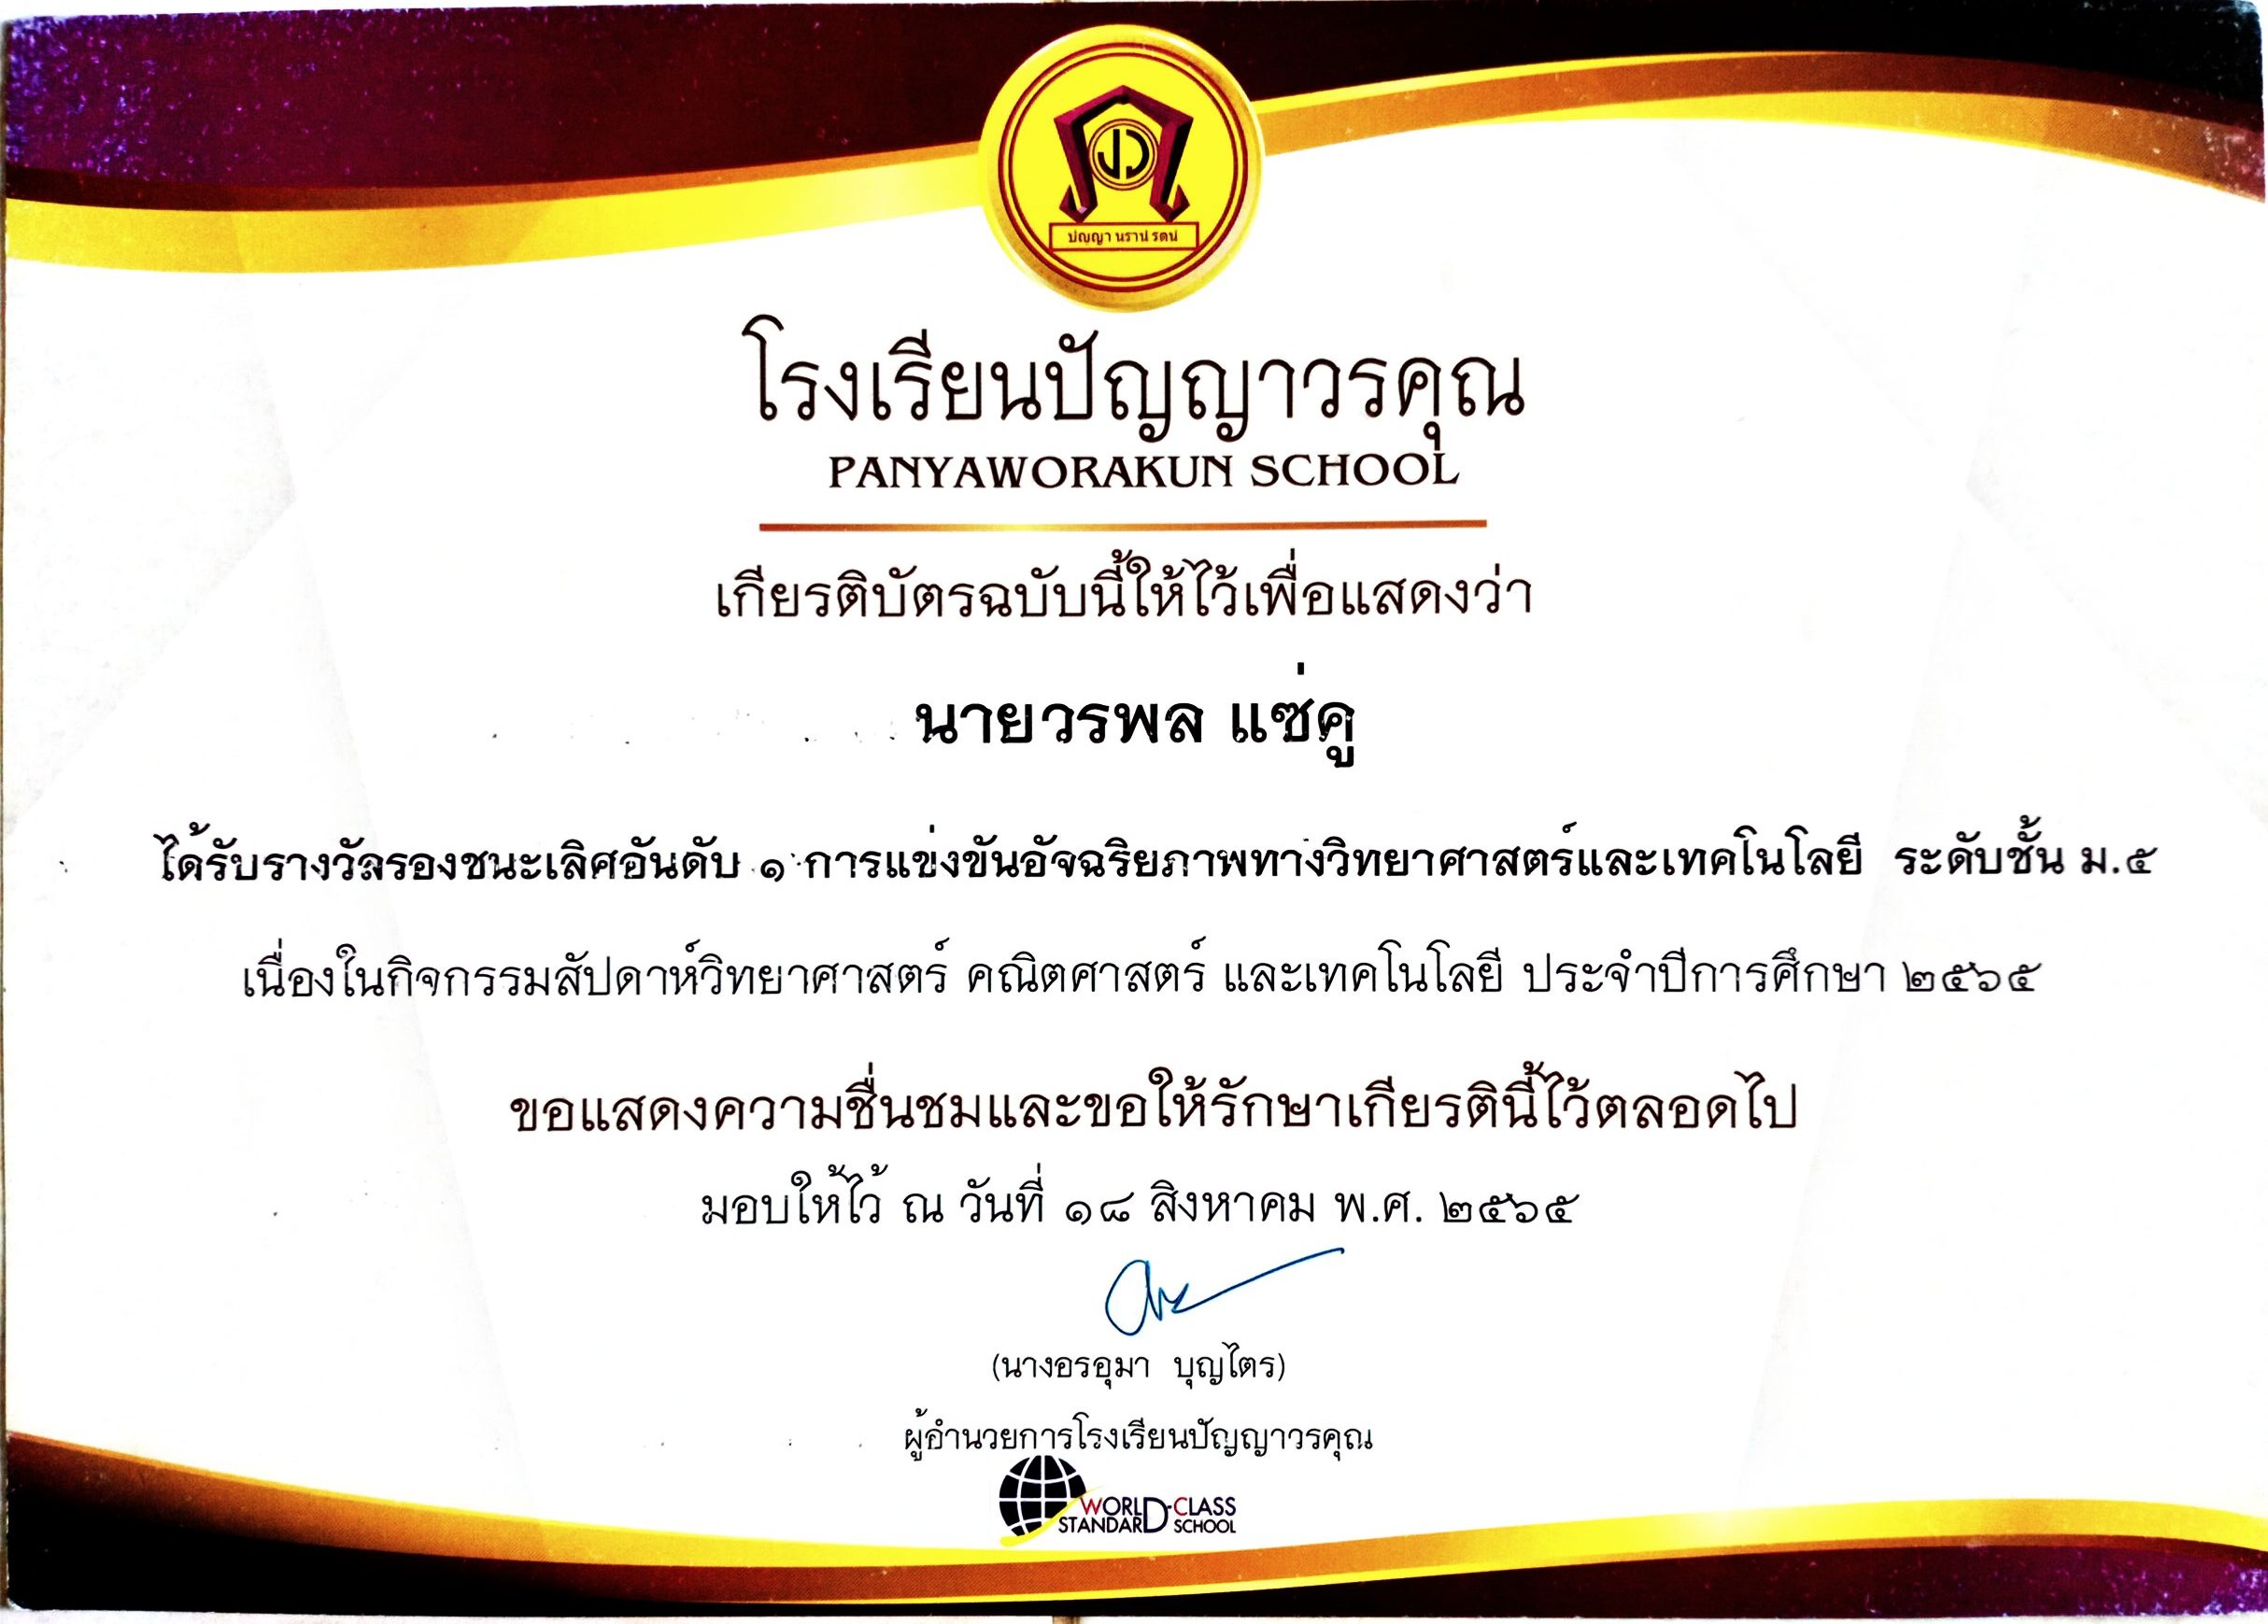 ปญญา นรานํ รตนํ
โรงเรียนปัญญาวรคุณ
PANYAWORAKUN SCHOOL
เกียรติบัตรฉบับนี้ให้ไว้เพื่อแสดงว่า
นายวรพล แซ่คู
ได้รับรางวัลรองชนะเลิศอันดับ ๑ การแข่งขันอัจฉริยภาพทางวิทยาศาสตร์และเทคโนโลยี ระดับชั้น ม.๕
เนื่องในกิจกรรมสัปดาห์วิทยาศาสตร์ คณิตศาสตร์ และเทคโนโลยี ประจำปีการศึกษา ๒๕๖๕
ขอแสดงความชื่นชมและขอให้รักษาเกียรตินี้ไว้ตลอดไป
มอบให้ไว้ ณ วันที่ ๑๘ สิงหาคม พ.ศ. ๒๕๖๕
(นางอรอุมา บุญไตร)
ผู้อำนวยการโรงเรียนปัญญาวรคุณ
WORLD-CLASS
STANDARD SCHOOL